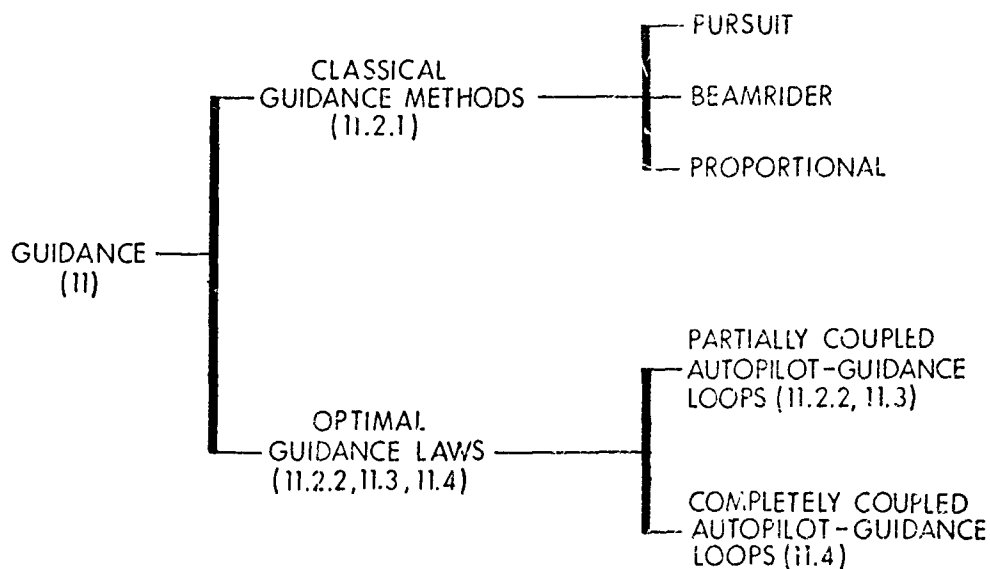 PURSUIT
CLASSICAL
GUIDANCE METHODS
(11.2.1)
BEAMRIDER
PROPORTIONAL
GUIDANCE
(11)
OPTIMAL
GUIDANCE LAWS
(11.2.2, 11.3, 11.4)
PARTIALLY COUPLED
AUTOPILOT-GUIDANCE
LOOPS (11.2.2, 11.3)
COMPLETELY COUPLED
AUTOPILOT-GUIDANCE
LOOPS (11.4)